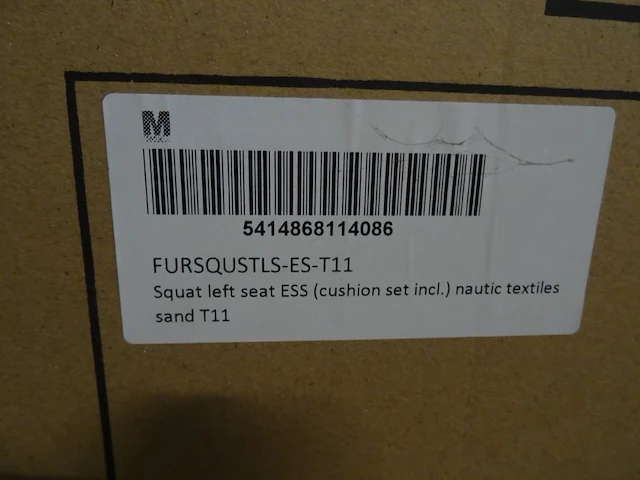 M
5414868114086
FURSQUSTLS-ES-T11
Squat left seat ESS (cushion set incl.) nautic textiles
sand T11